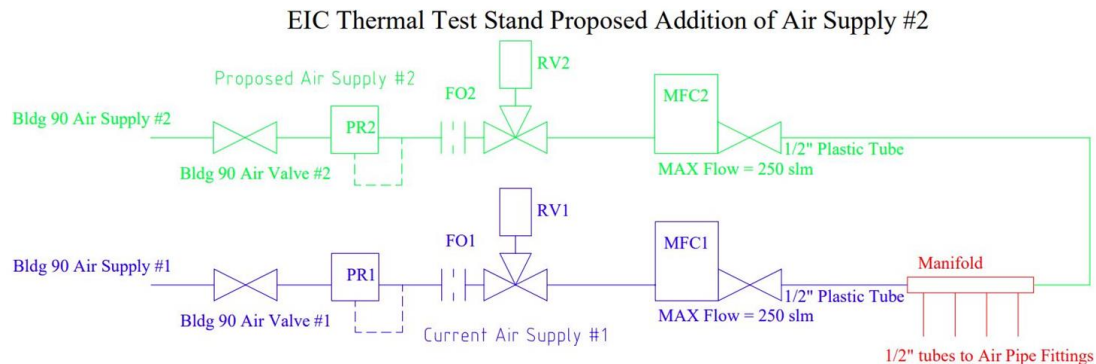 EIC Thermal Test Stand Proposed Addition of Air Supply #2
RV2
Proposed Air Supply #2
FO2
MFC2
Bldg 90 Air Supply #2
PR2
1/2" Plastic Tube
Bldg 90 Air Valve #2
MAX Flow = 250 slm
RV1
FO1
MFC1
Bldg 90 Air Supply #1
PR1
Manifold
1/2" Plastic Tube
Bldg 90 Air Valve #1
MAX Flow = 250 slm
Current Air Supply #1
1/2" tubes to Air Pipe Fittings